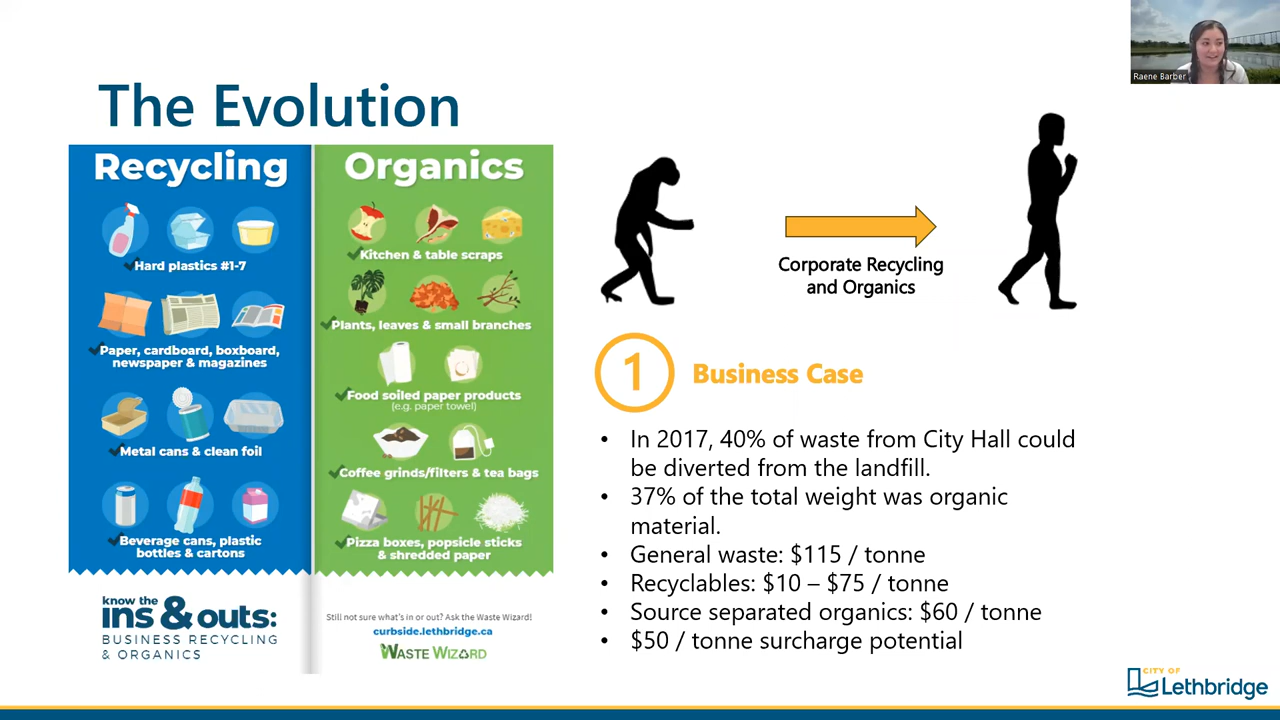 Raene Barber
The Evolution
Recycling
Hard plastics #1-7
Paper, cardboard, boxboard,
newspaper & magazines
Metal cans & clean foil
Beverage cans, plastic
bottles & cartons
know the
ins & outs:
BUSINESS RECYCLING
& ORGANICS
Organics
Kitchen & table scraps
Plants, leaves & small branches
Food soiled paper products
(e.g. paper towel)
Coffee grinds/filters & tea bags
Pizza boxes, popsicle sticks
& shredded paper
Still not sure what's in or out? Ask the Waste Wizard!
curbside.lethbridge.ca
WASTE WIZARD
Corporate Recycling
and Organics
1
Business Case
• In 2017, 40% of waste from City Hall could
be diverted from the landfill.
• 37% of the total weight was organic
material.
• General waste: $115 / tonne
• Recyclables: $10 – $75 / tonne
• Source separated organics: $60 / tonne
• $50 / tonne surcharge potential
CITY OF
Lethbridge